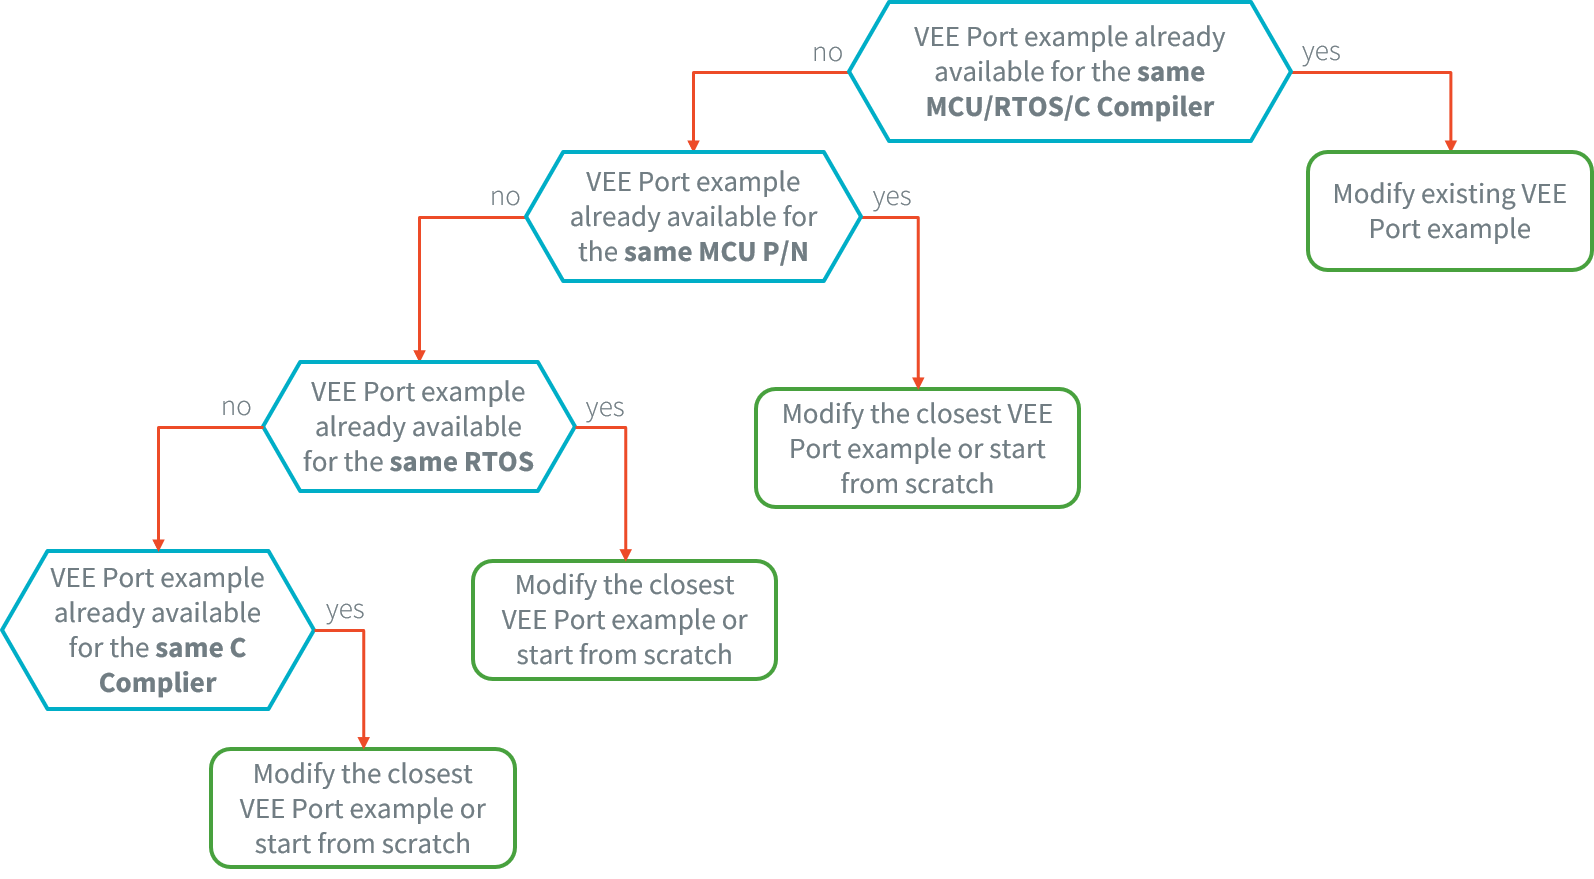 VEE Port example already
available for the same
MCU/RTOS/C Compiler
no
yes
VEE Port example
already available for
the same MCU P/N
no
yes
Modify existing VEE
Port example
VEE Port example
already available
for the same RTOS
no
yes
Modify the closest VEE
Port example or start
from scratch
VEE Port example
already available
for the same C
Complier
yes
Modify the closest
VEE Port example or
start from scratch
Modify the closest
VEE Port example or
start from scratch